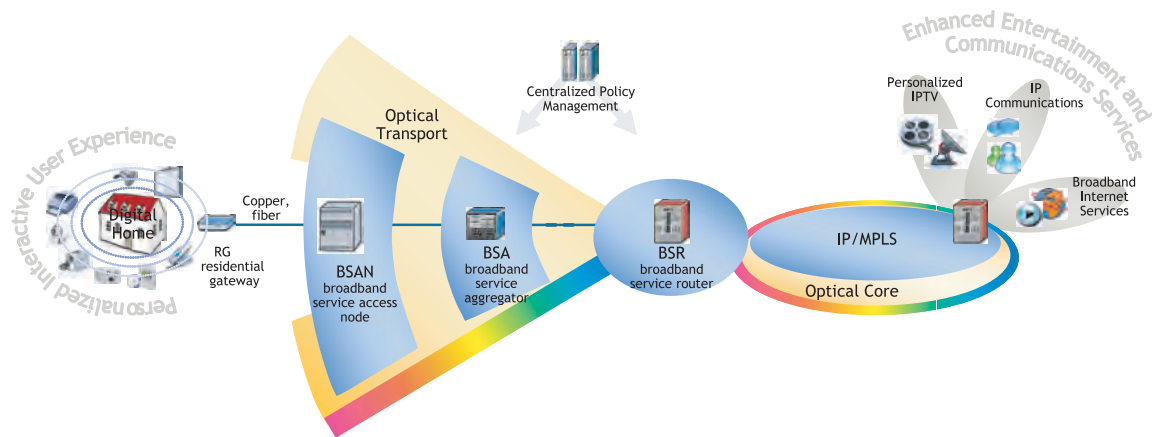 Personalized Interactive User Experience
Digital
Home
RG
residential
gateway
Copper,
fiber
Optical
Transport
BSAN
broadband
service access
node
BSA
broadband
service
aggregator
Centralized Policy
Management
BSR
broadband
service router
IP/MPLS
Optical Core
Enhanced Entertainment and
Communications Services
Personalized
IPTV
IP
Communications
Broadband
Internet
Services